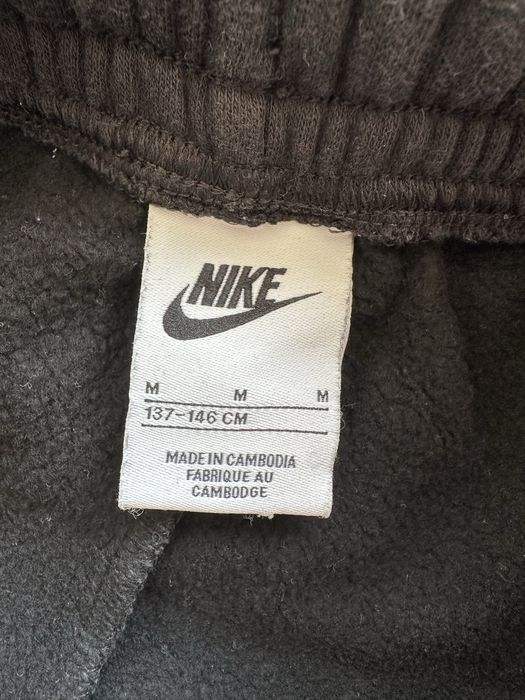 NIKE
M M M
137-146 CM
MADE IN CAMBODIA
FABRIQUE AU
CAMBODGE